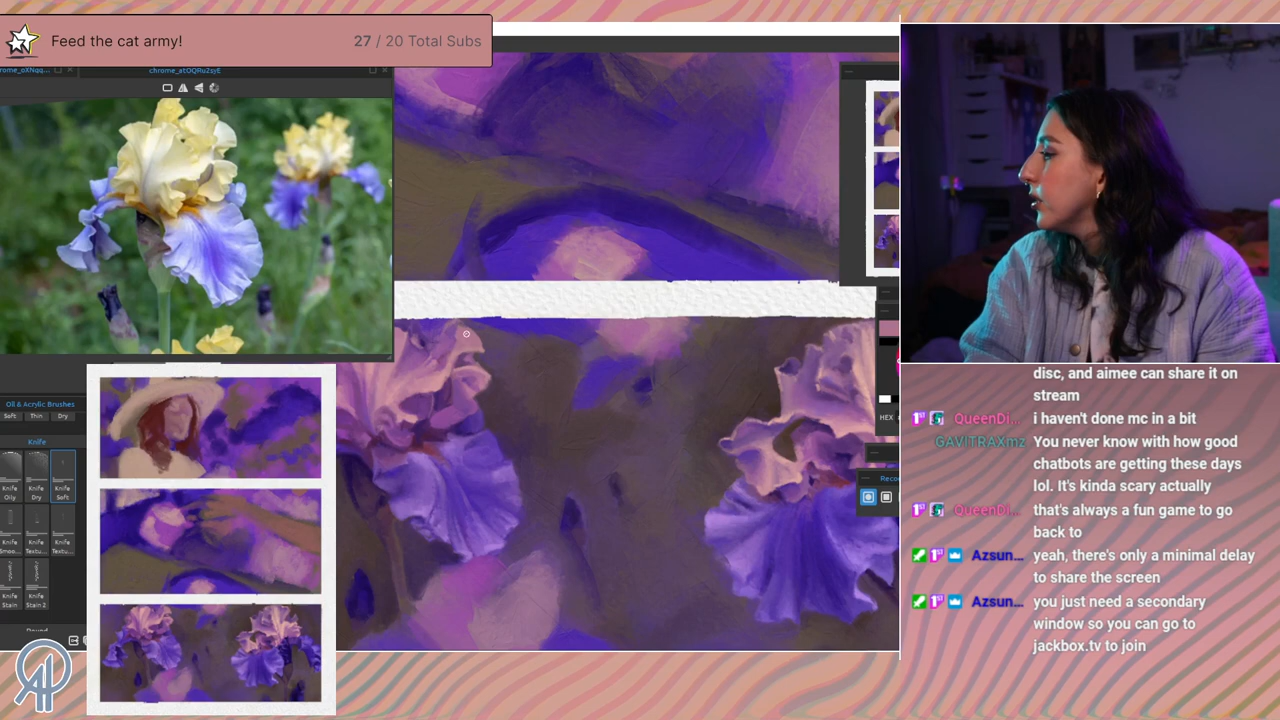 Feed the cat army!
27 / 20 Total Subs
chrome_oXNqq...
chrome_atOQRu2syE
Oil & Acrylic Brushes
Soft Thin Dry
Knife
Knife Oily
Knife Dry
Knife Soft
Knife Smoo...
Knife Textu...
Knife Textu...
Knife Stain
Knife Stain 2
Round
HEX
Reco
disc, and aimee can share it on
stream
QueenDi... i haven't done mc in a bit
GAVITRAXmz You never know with how good
chatbots are getting these days
lol. It's kinda scary actually
QueenDi... that's always a fun game to go
back to
Azsun... yeah, there's only a minimal delay
to share the screen
Azsun... you just need a secondary
window so you can go to
jackbox.tv to join